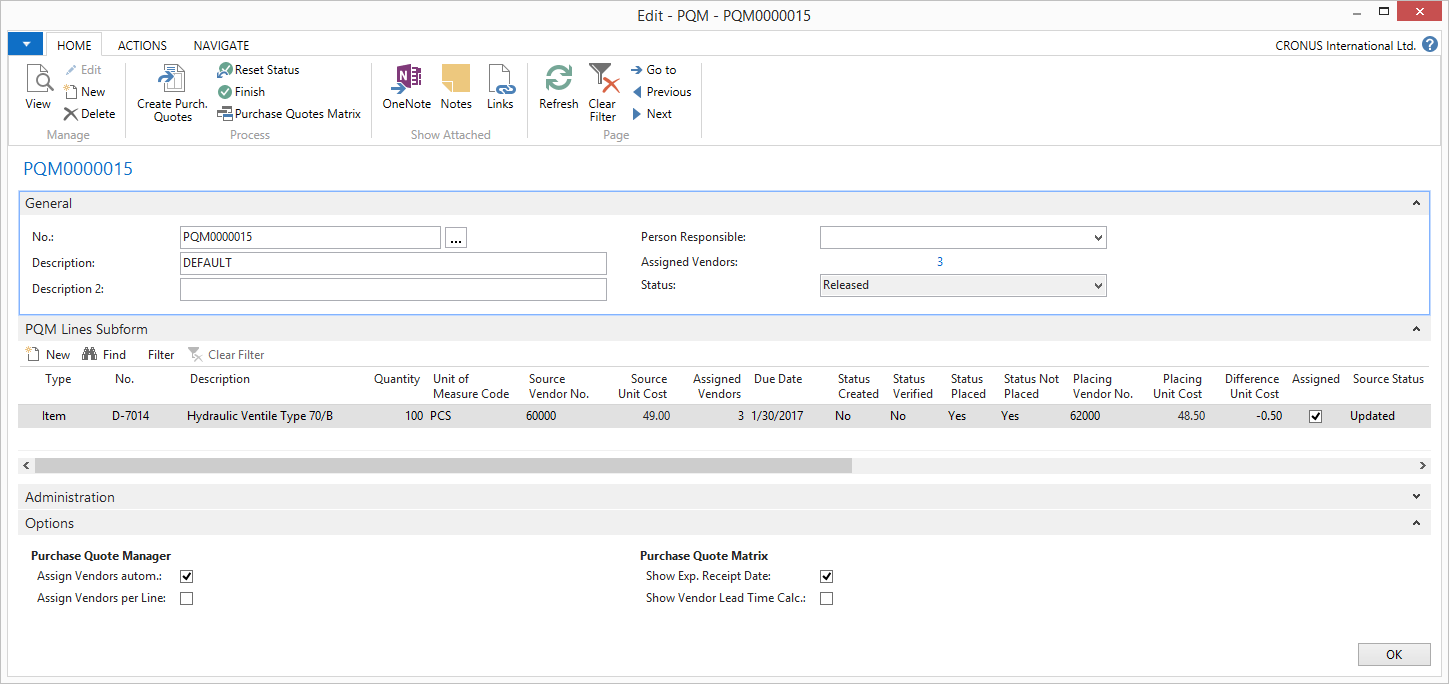 Edit - PQM - PQM0000015
HOME ACTIONS NAVIGATE CRONUS International Ltd. ?
View Edit New Delete
Manage
Create Purch. Quotes
Reset Status
Finish
Purchase Quotes Matrix
Process
OneNote Notes Links
Show Attached
Refresh Clear Filter
Go to
Previous
Next
Page
PQM0000015
General
No.: PQM0000015 ...
Description: DEFAULT
Description 2:
Person Responsible:
Assigned Vendors: 3
Status: Released
PQM Lines Subform
New Find Filter Clear Filter
Type No. Description Quantity Unit of Measure Code Source Vendor No. Source Unit Cost Assigned Vendors Due Date Status Created Status Verified Status Placed Status Not Placed Placing Vendor No. Placing Unit Cost Difference Unit Cost Assigned Source Status
Item D-7014 Hydraulic Ventile Type 70/B 100 PCS 60000 49.00 3 1/30/2017 No No Yes Yes 62000 48.50 -0.50 Updated
Administration
Options
Purchase Quote Manager
Assign Vendors autom.:
Assign Vendors per Line:
Purchase Quote Matrix
Show Exp. Receipt Date:
Show Vendor Lead Time Calc.:
OK